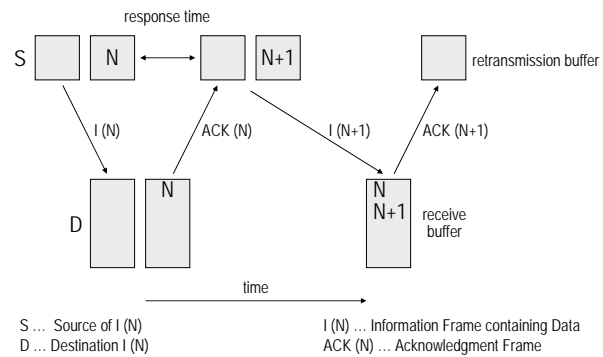 response time
S N N+1 retransmission buffer
I (N) ACK (N) I (N+1) ACK (N+1)
D N N
N+1 receive
buffer
time
S ... Source of I (N) I (N) ... Information Frame containing Data
D ... Destination I (N) ACK (N) ... Acknowledgment Frame